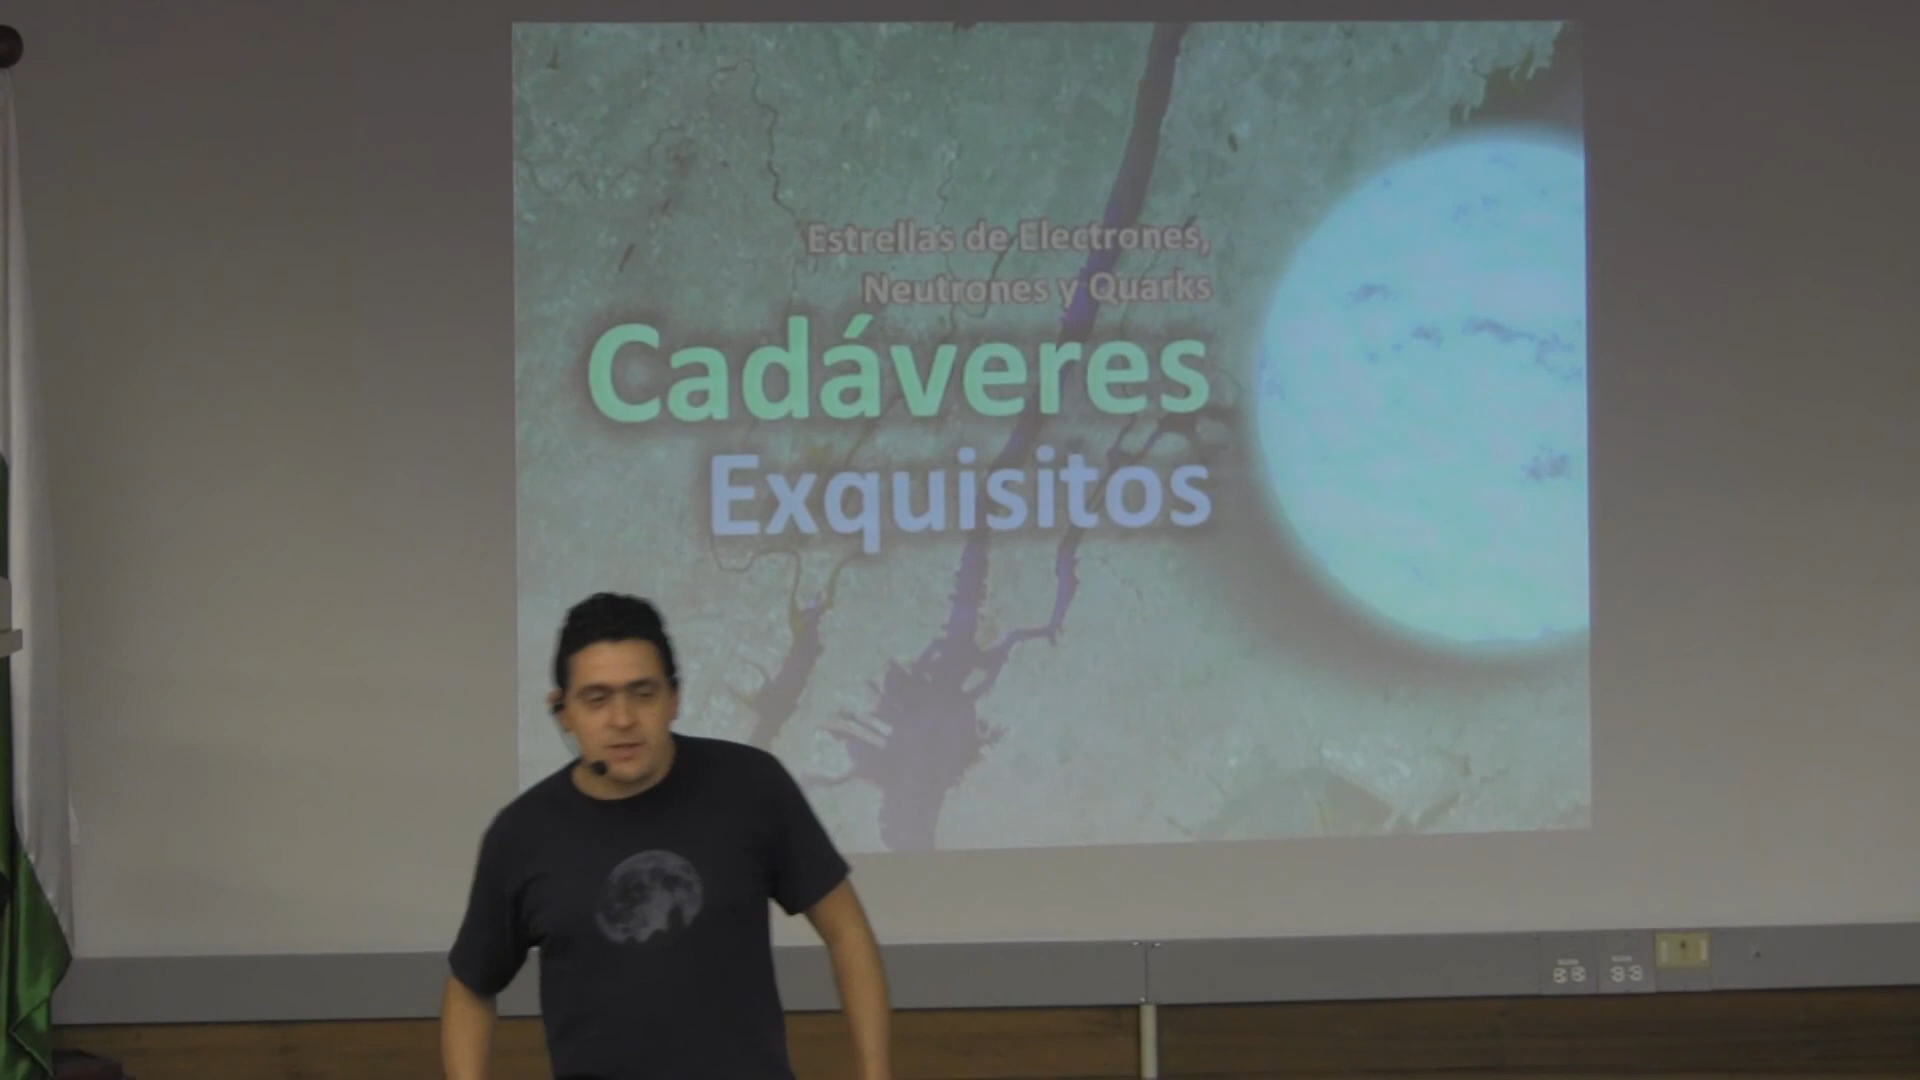 Estrellas de Electrones,
Neutrones y Quarks
Cadáveres
Exquisitos